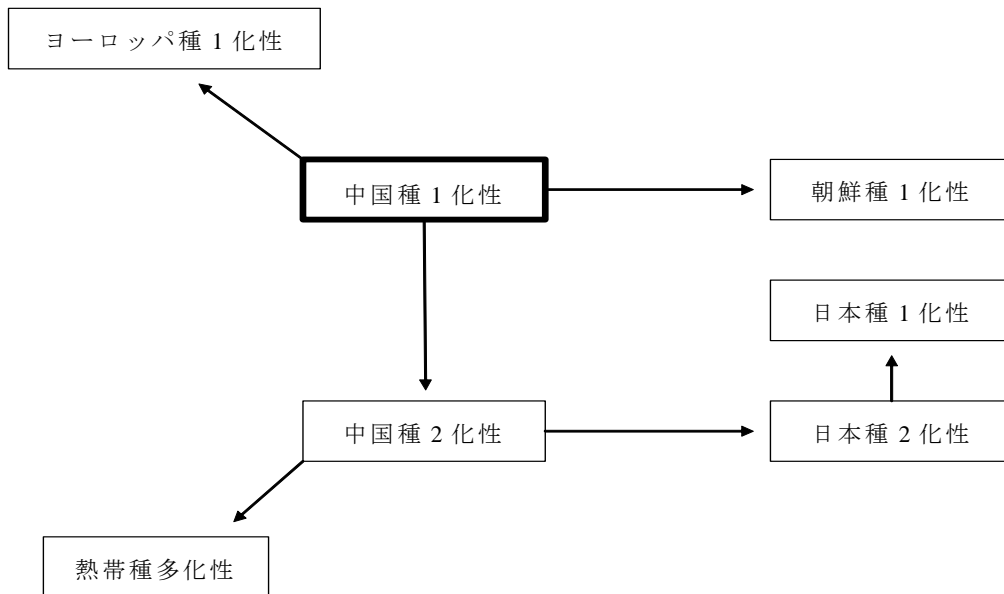 ヨーロッパ種1化性
中国種1化性
朝鮮種1化性
日本種1化性
中国種2化性
日本種2化性
熱帯種多化性